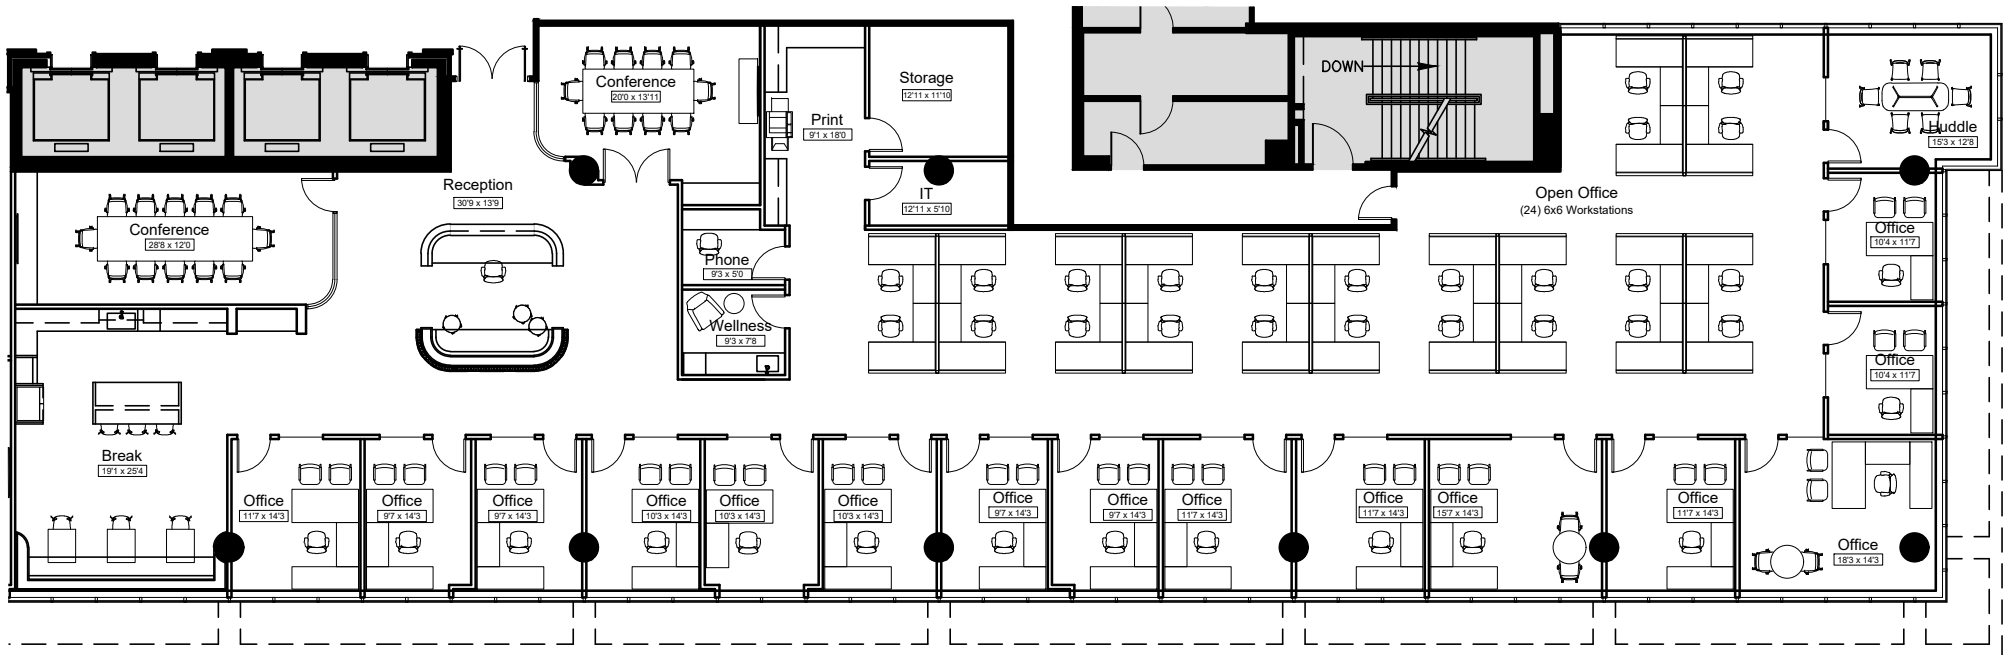 Conference
20'0 x 13'11
Storage
12'11 x 11'10
DOWN
Print
9'1 x 18'0
Huddle
15'3 x 12'8
Reception
30'9 x 13'9
IT
12'11 x 5'10
Open Office
(24) 6x6 Workstations
Conference
28'8 x 12'0
Office
10'4 x 11'7
Phone
9'3 x 5'0
Wellness
9'3 x 7'8
Office
10'4 x 11'7
Break
19'1 x 25'4
Office
11'7 x 14'3
Office
9'7 x 14'3
Office
9'7 x 14'3
Office
10'3 x 14'3
Office
10'3 x 14'3
Office
10'3 x 14'3
Office
9'7 x 14'3
Office
9'7 x 14'3
Office
11'7 x 14'3
Office
11'7 x 14'3
Office
15'7 x 14'3
Office
11'7 x 14'3
Office
18'3 x 14'3